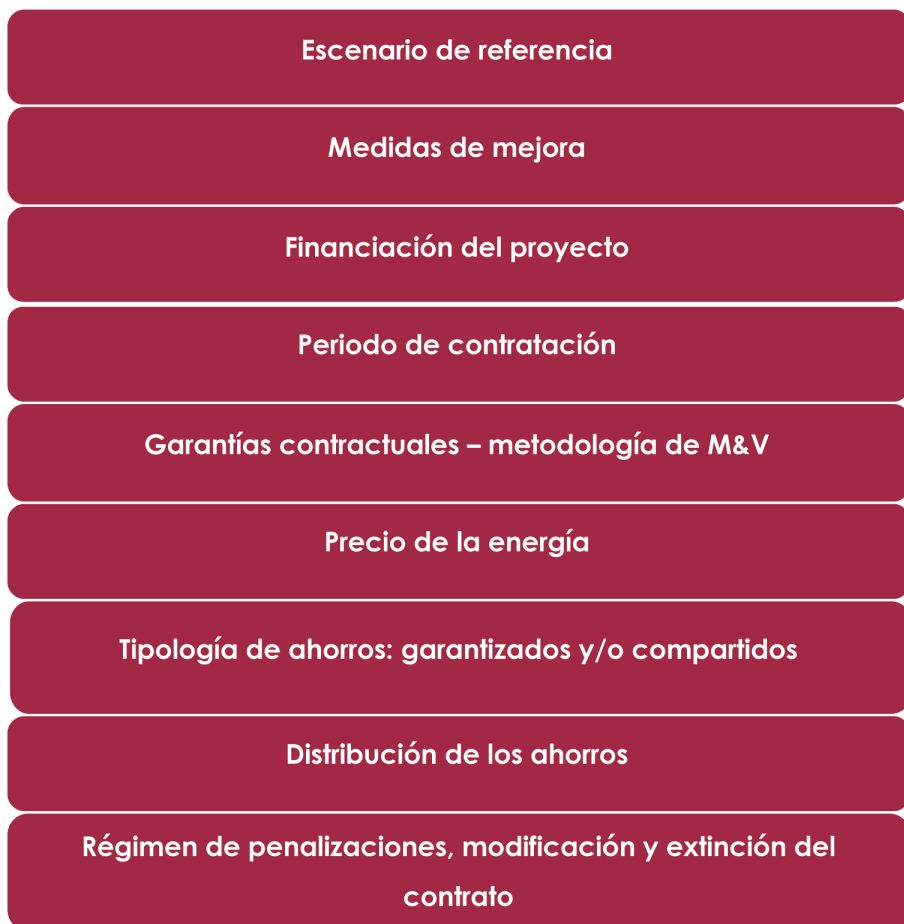 Escenario de referencia
Medidas de mejora
Financiación del proyecto
Periodo de contratación
Garantías contractuales – metodología de M&V
Precio de la energía
Tipología de ahorros: garantizados y/o compartidos
Distribución de los ahorros
Régimen de penalizaciones, modificación y extinción del
contrato